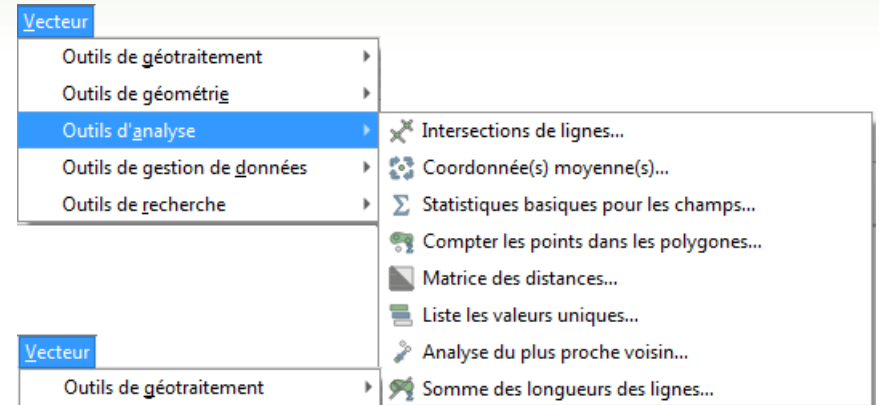 Vecteur
Outils de géotraitement
Outils de géométrie
Outils d'analyse
Outils de gestion de données
Outils de recherche
Intersections de lignes...
Coordonnée(s) moyenne(s)...
Statistiques basiques pour les champs...
Compter les points dans les polygones...
Matrice des distances...
Liste les valeurs uniques...
Analyse du plus proche voisin...
Somme des longueurs des lignes...
Vecteur
Outils de géotraitement